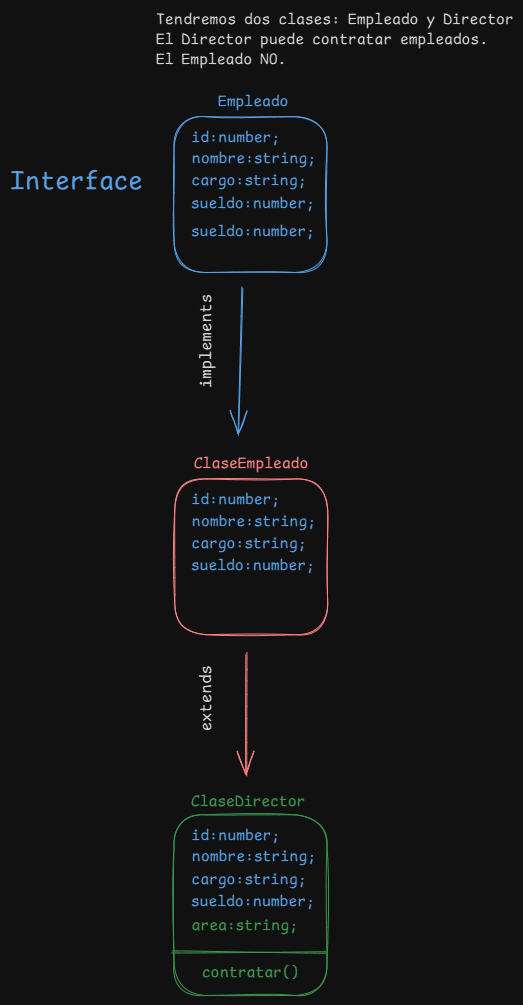 Tendremos dos clases: Empleado y Director
El Director puede contratar empleados.
El Empleado NO.
Empleado
Interface
id:number;
nombre:string;
cargo:string;
sueldo:number;
sueldo:number;
implements
ClaseEmpleado
id:number;
nombre:string;
cargo:string;
sueldo:number;
extends
ClaseDirector
id:number;
nombre:string;
cargo:string;
sueldo:number;
area:string;
contratar()